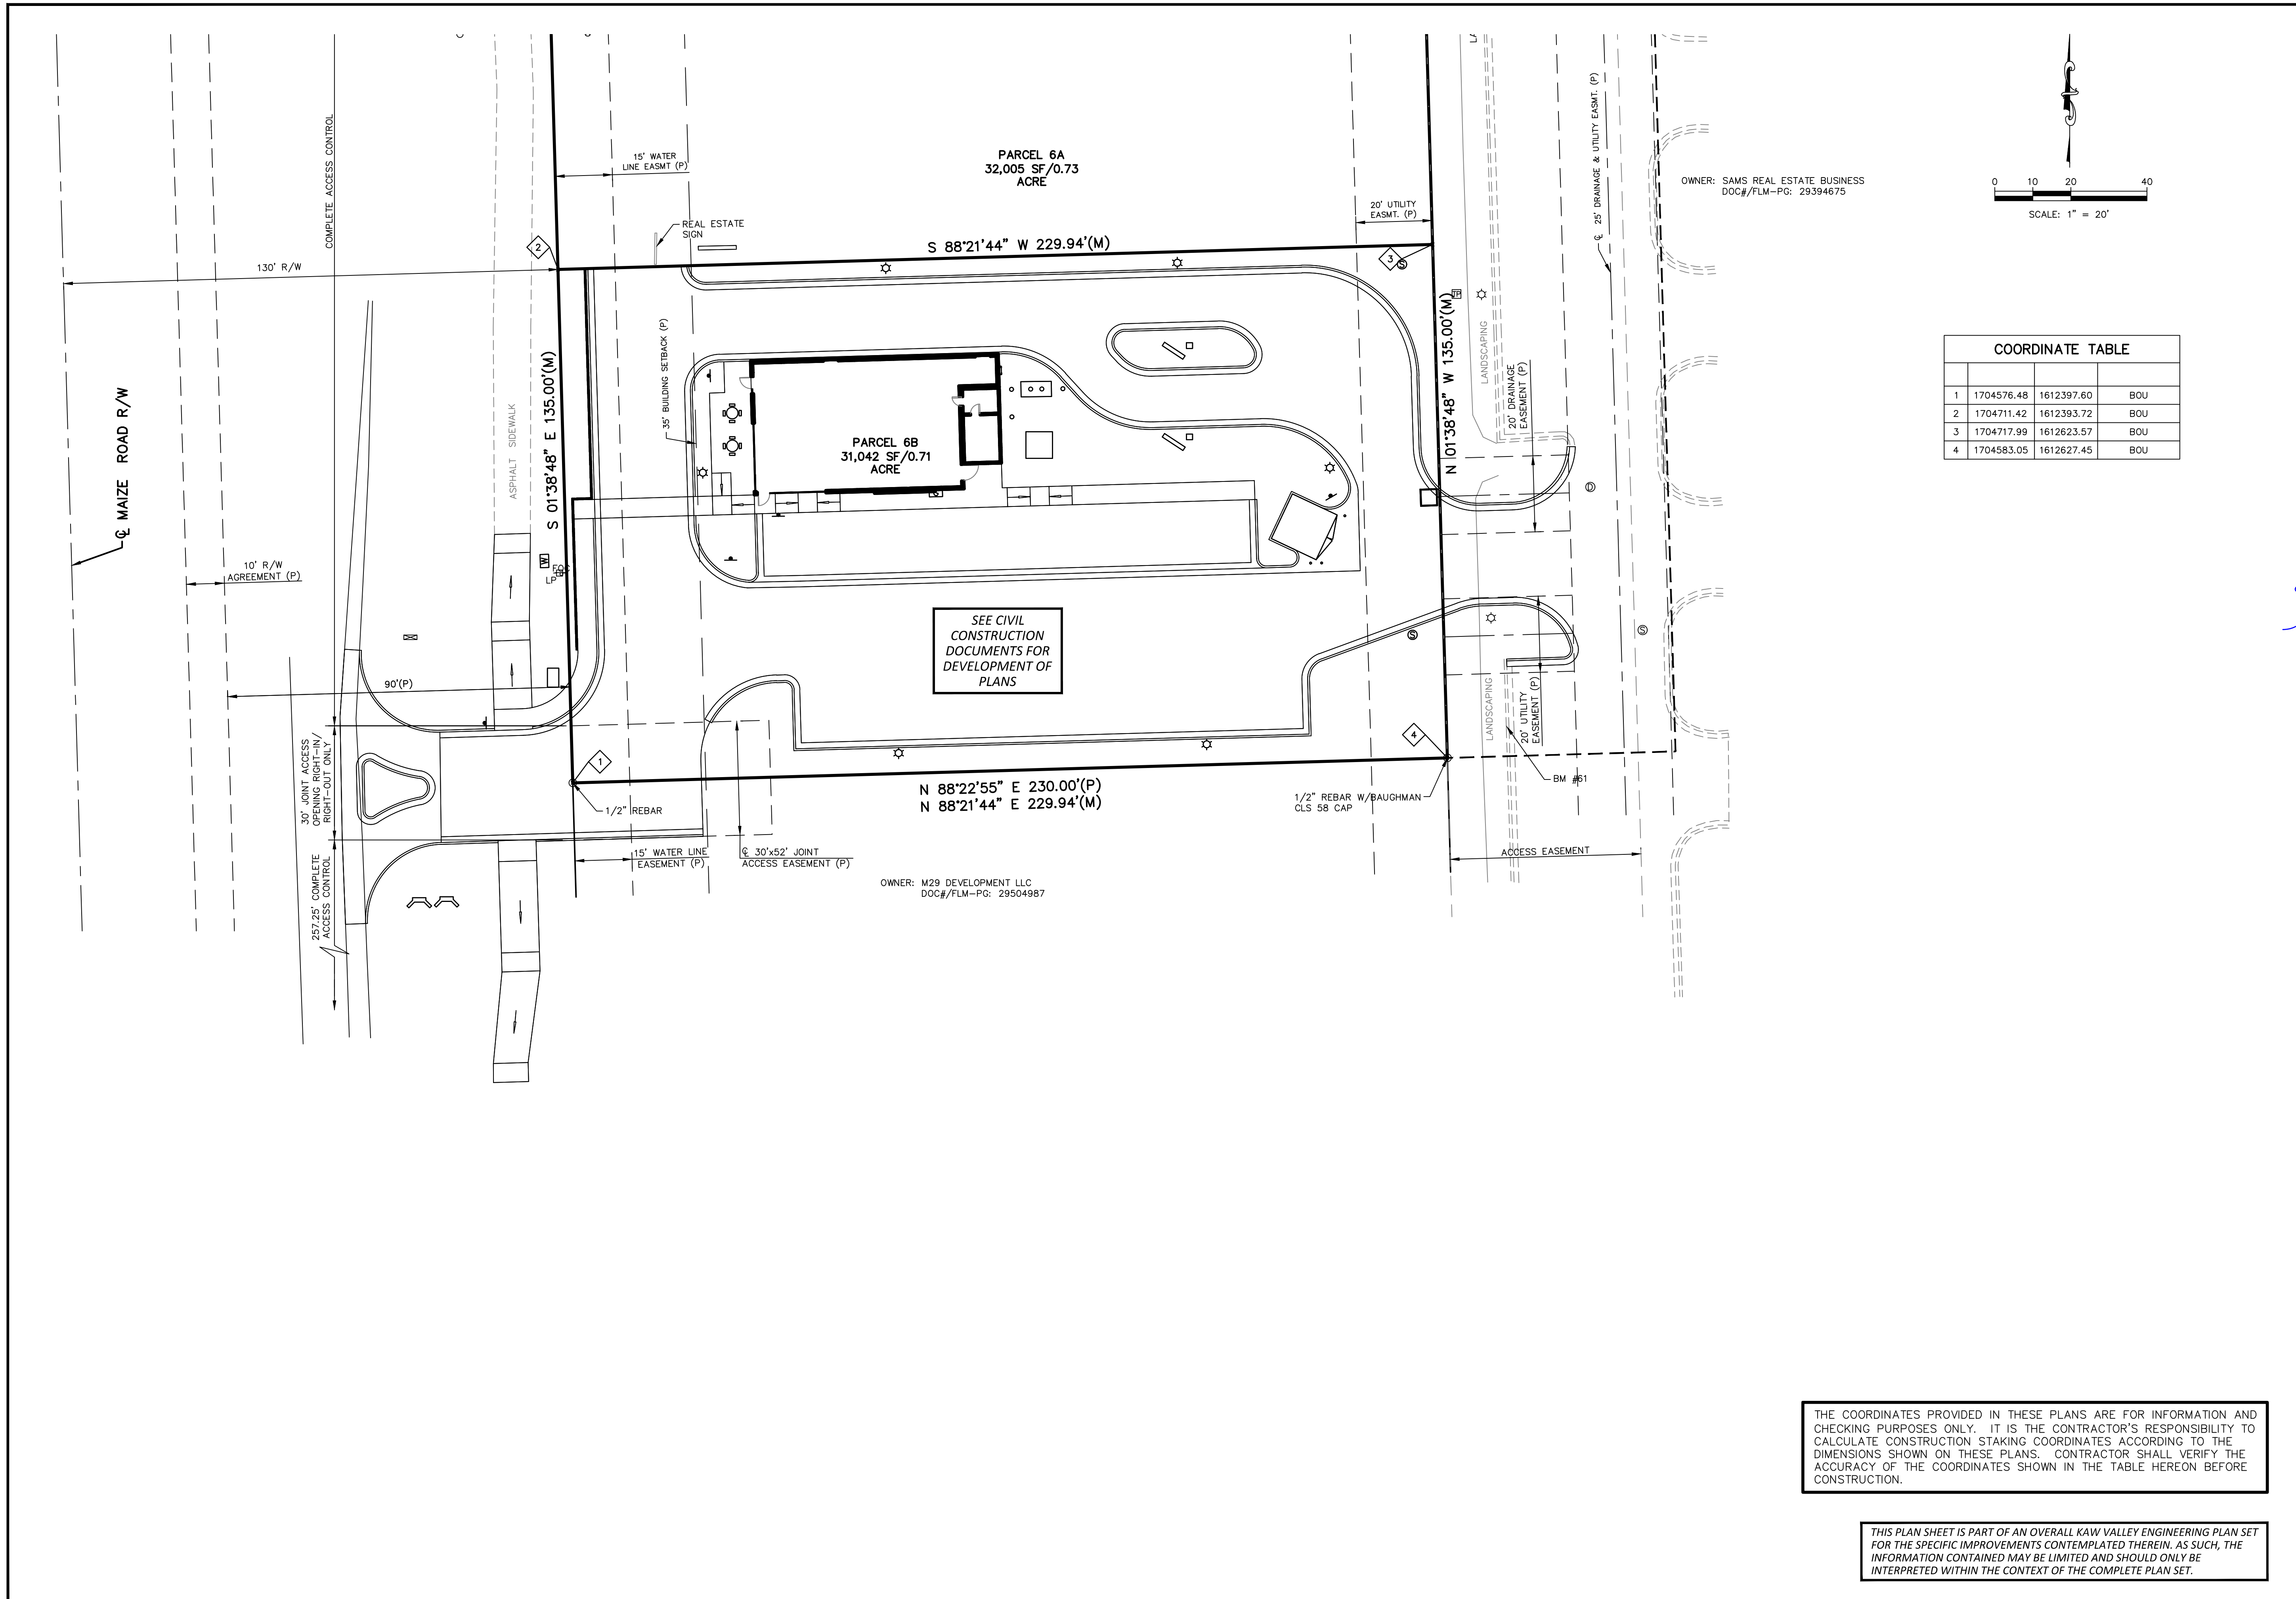 COMPLETE ACCESS CONTROL
130' R/W
15' WATER
LINE EASMT (P)
REAL ESTATE
SIGN
PARCEL 6A
32,005 SF/0.73
ACRE
20' UTILITY
EASMT. (P)
S 88°21'44" W 229.94'(M)
2
3
S
LA
℄ 25' DRAINAGE & UTILITY EASMT. (P)
OWNER: SAMS REAL ESTATE BUSINESS
DOC#/FLM-PG: 29394675
0 10 20 40
SCALE: 1" = 20'
COORDINATE TABLE
1 1704576.48 1612397.60 BOU
2 1704711.42 1612393.72 BOU
3 1704717.99 1612623.57 BOU
4 1704583.05 1612627.45 BOU
℄ MAIZE ROAD R/W
ASPHALT SIDEWALK
S 01°38'48" E 135.00'(M)
35' BUILDING SETBACK (P)
PARCEL 6B
31,042 SF/0.71
ACRE
G
N 01°38'48" W 135.00'(M)
TP
LANDSCAPING
20' DRAINAGE
EASEMENT (P)
D
10' R/W
AGREEMENT (P)
W
FOC
LP
SEE CIVIL
CONSTRUCTION
DOCUMENTS FOR
DEVELOPMENT OF
PLANS
S
S
90'(P)
LANDSCAPING
20' UTILITY
EASEMENT (P)
30' JOINT ACCESS
OPENING RIGHT-IN/
RIGHT-OUT ONLY
1
4
N 88°22'55" E 230.00'(P)
N 88°21'44" E 229.94'(M)
1/2" REBAR
1/2" REBAR W/BAUGHMAN
CLS 58 CAP
BM #61
257.25' COMPLETE
ACCESS CONTROL
15' WATER LINE
EASEMENT (P)
℄ 30'x52' JOINT
ACCESS EASEMENT (P)
ACCESS EASEMENT
OWNER: M29 DEVELOPMENT LLC
DOC#/FLM-PG: 29504987
THE COORDINATES PROVIDED IN THESE PLANS ARE FOR INFORMATION AND
CHECKING PURPOSES ONLY. IT IS THE CONTRACTOR'S RESPONSIBILITY TO
CALCULATE CONSTRUCTION STAKING COORDINATES ACCORDING TO THE
DIMENSIONS SHOWN ON THESE PLANS. CONTRACTOR SHALL VERIFY THE
ACCURACY OF THE COORDINATES SHOWN IN THE TABLE HEREON BEFORE
CONSTRUCTION.
THIS PLAN SHEET IS PART OF AN OVERALL KAW VALLEY ENGINEERING PLAN SET
FOR THE SPECIFIC IMPROVEMENTS CONTEMPLATED THEREIN. AS SUCH, THE
INFORMATION CONTAINED MAY BE LIMITED AND SHOULD ONLY BE
INTERPRETED WITHIN THE CONTEXT OF THE COMPLETE PLAN SET.